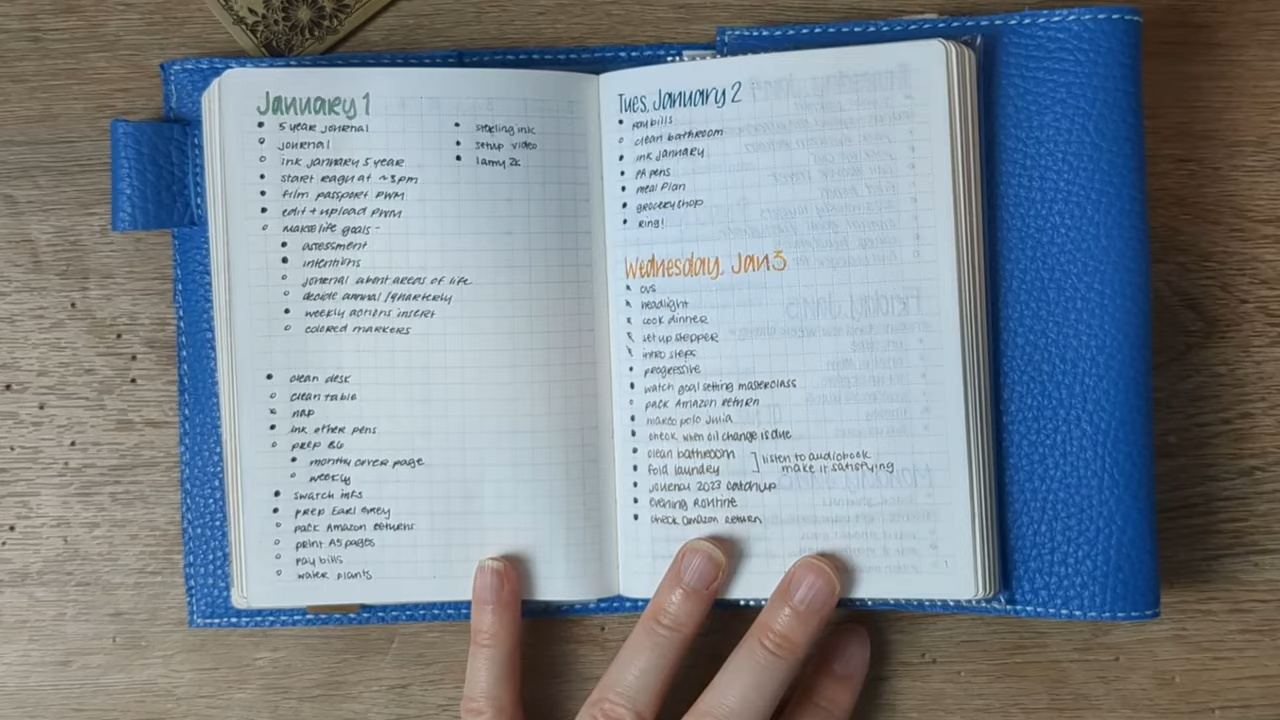 January 1
5 year journal
journal
ink january 5 year
start ragu at ~3pm
film passport PWM
edit + upload PWM
make life goals -
assessment
intentions
journal about areas of life
decide annual / quarterly
weekly actions insert
colored markers
clean desk
clean table
nap
ink other pens
prep B6
monthly cover page
weekly
swatch inks
prep Earl Grey
pack Amazon returns
print A5 pages
pay bills
water plants
sterling ink
setup video
lamy 2k
Tues, January 2
pay bills
clean bathroom
ink january
PA pens
meal plan
grocery shop
ring!
Wednesday, Jan 3
CVS
headlight
cook dinner
set up stepper
intro steps
progressive
watch goal setting masterclass
pack Amazon return
marco polo Julia
check when oil change is due
clean bathroom ] listen to audiobook
fold laundry make it satisfying
journal 2023 catchup
evening routine
check amazon return
1